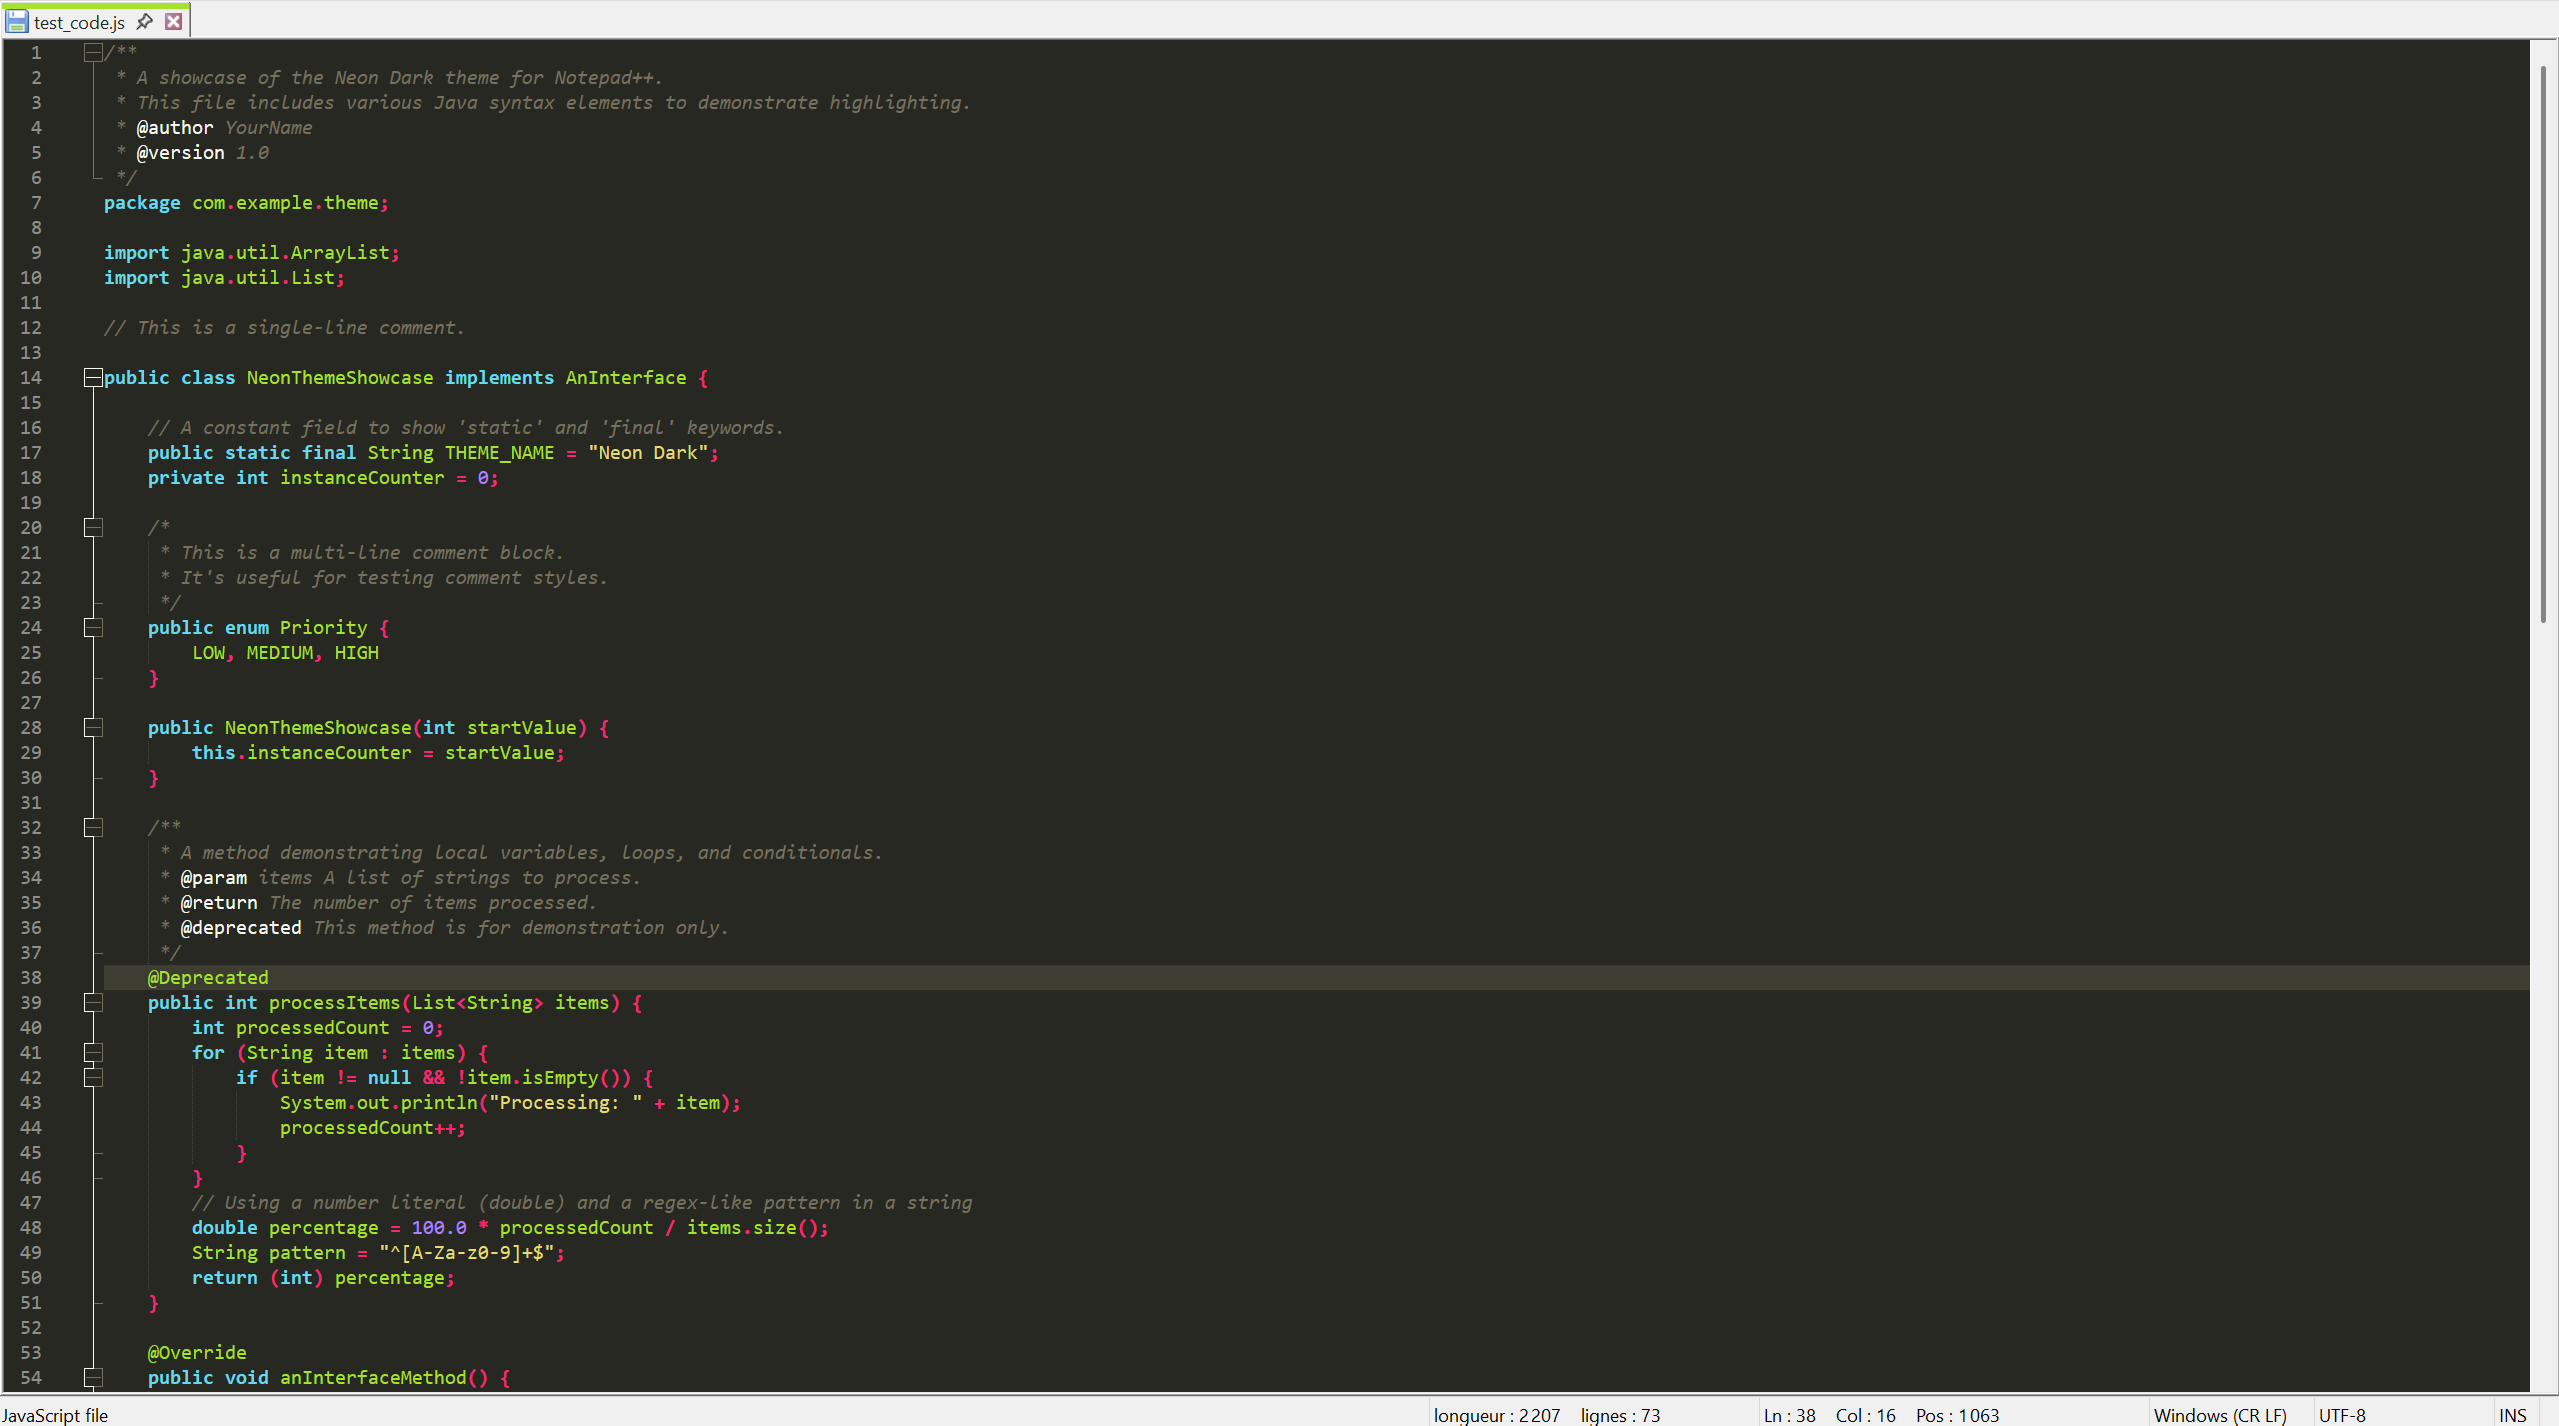 test_code.js
1 /**
2  * A showcase of the Neon Dark theme for Notepad++.
3  * This file includes various Java syntax elements to demonstrate highlighting.
4  * @author YourName
5  * @version 1.0
6  */
7 package com.example.theme;
8
9 import java.util.ArrayList;
10 import java.util.List;
11
12 // This is a single-line comment.
13
14 public class NeonThemeShowcase implements AnInterface {
15
16     // A constant field to show 'static' and 'final' keywords.
17     public static final String THEME_NAME = "Neon Dark";
18     private int instanceCounter = 0;
19
20     /*
21      * This is a multi-line comment block.
22      * It's useful for testing comment styles.
23      */
24     public enum Priority {
25         LOW, MEDIUM, HIGH
26     }
27
28     public NeonThemeShowcase(int startValue) {
29         this.instanceCounter = startValue;
30     }
31
32     /**
33      * A method demonstrating local variables, loops, and conditionals.
34      * @param items A list of strings to process.
35      * @return The number of items processed.
36      * @deprecated This method is for demonstration only.
37      */
38     @Deprecated
39     public int processItems(List<String> items) {
40         int processedCount = 0;
41         for (String item : items) {
42             if (item != null && !item.isEmpty()) {
43                 System.out.println("Processing: " + item);
44                 processedCount++;
45             }
46         }
47         // Using a number literal (double) and a regex-like pattern in a string
48         double percentage = 100.0 * processedCount / items.size();
49         String pattern = "^[A-Za-z0-9]+$";
50         return (int) percentage;
51     }
52
53     @Override
54     public void anInterfaceMethod() {
JavaScript file longueur : 2 207 lignes : 73 Ln : 38 Col : 16 Pos : 1 063 Windows (CR LF) UTF-8 INS